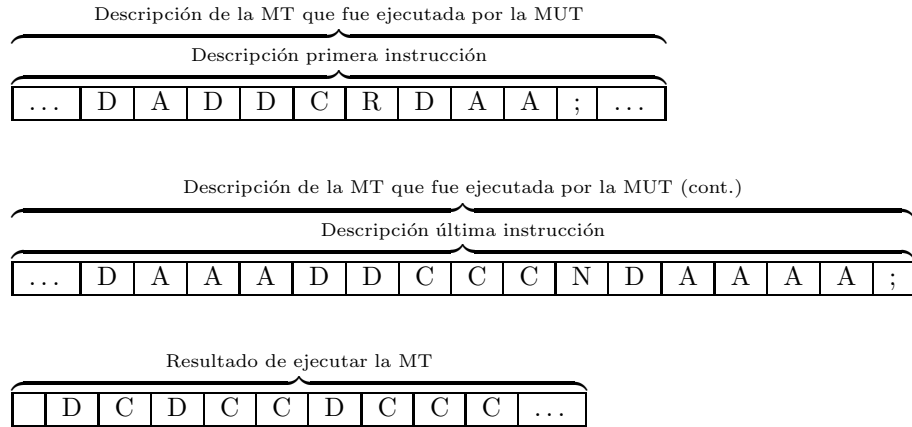 Descripción de la MT que fue ejecutada por la MUT
Descripción primera instrucción
... D A D D C R D A A ; ...
Descripción de la MT que fue ejecutada por la MUT (cont.)
Descripción última instrucción
... D A A A D D C C C N D A A A A ;
Resultado de ejecutar la MT
D C D C C D C C C ...